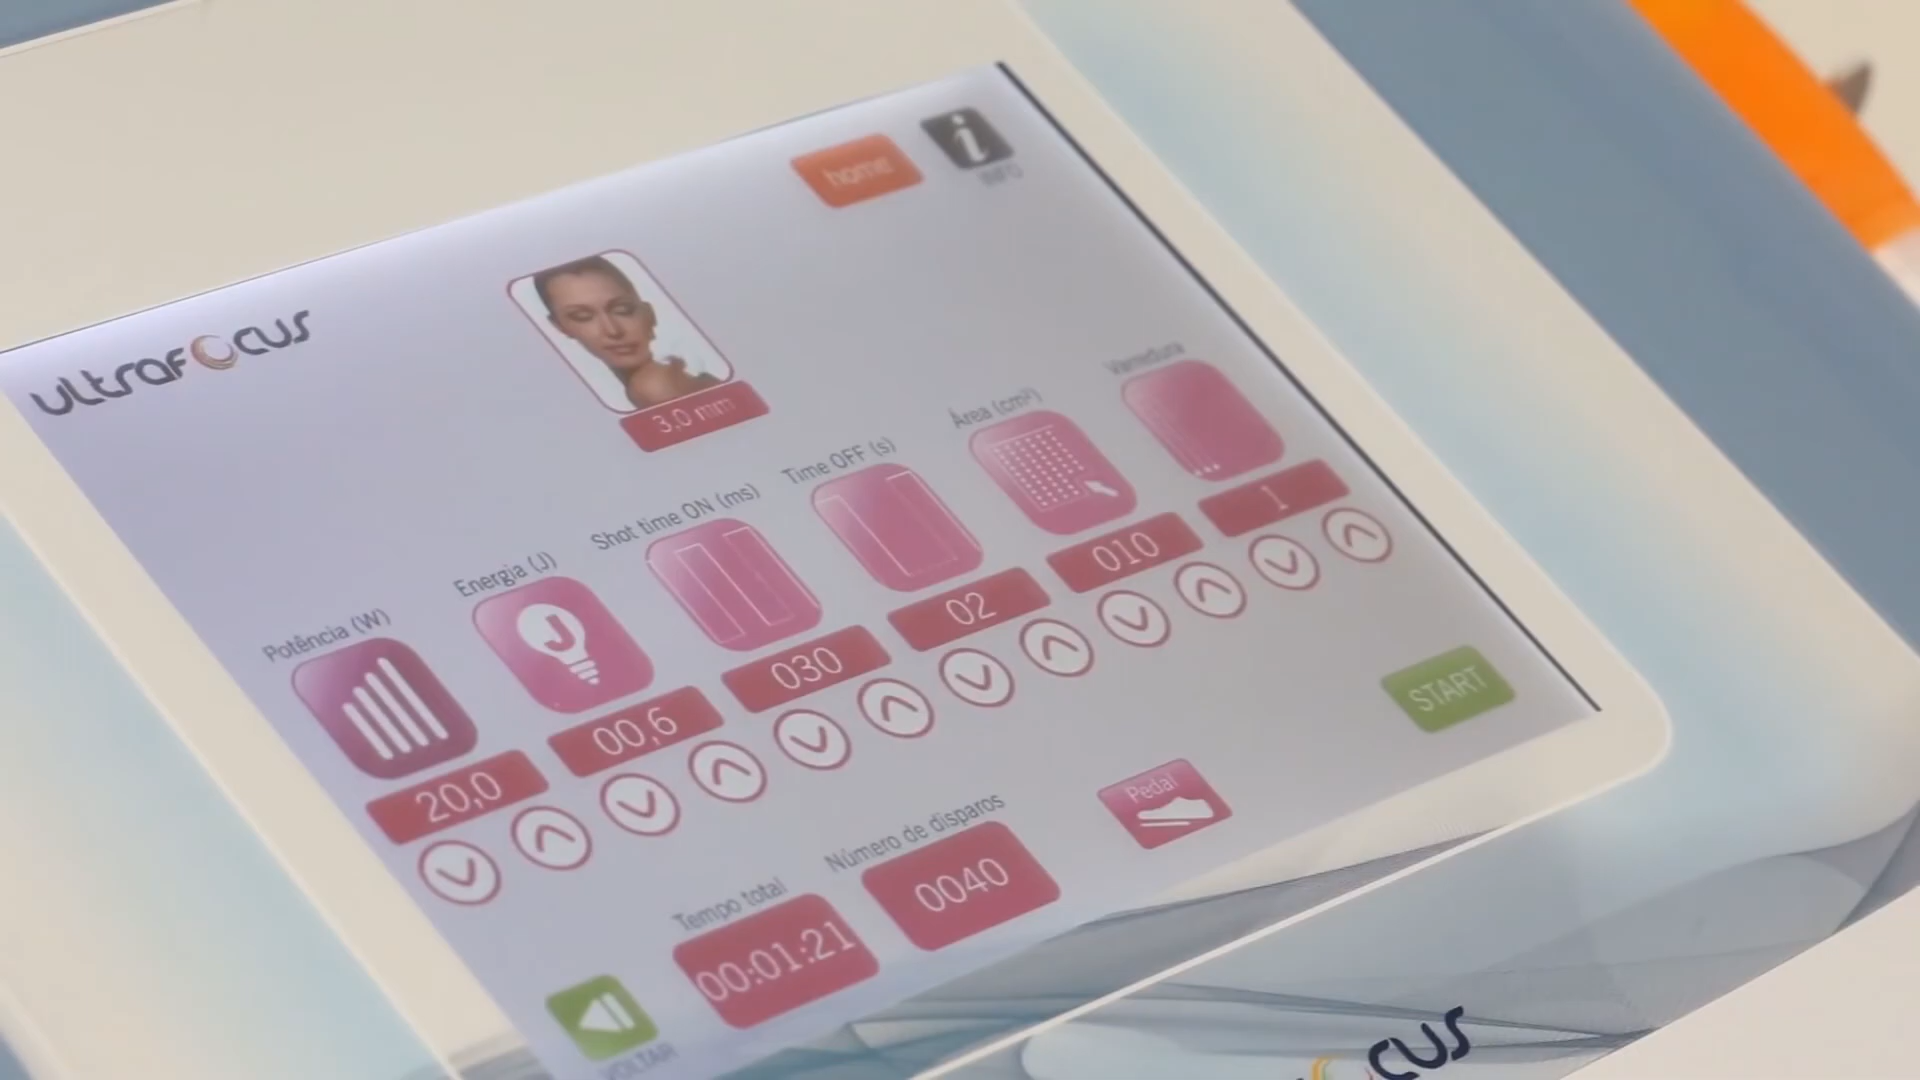 home
i
INFO
ultrafocus
3,0 mm
Potência (W)
Energia (J)
Shot time ON (ms)
Time OFF (s)
Área (cm²)
Varredura
J
20,0
00,6
030
02
010
1
START
Tempo total
Número de disparos
Pedal
00:01:21
0040
VOLTAR
cus